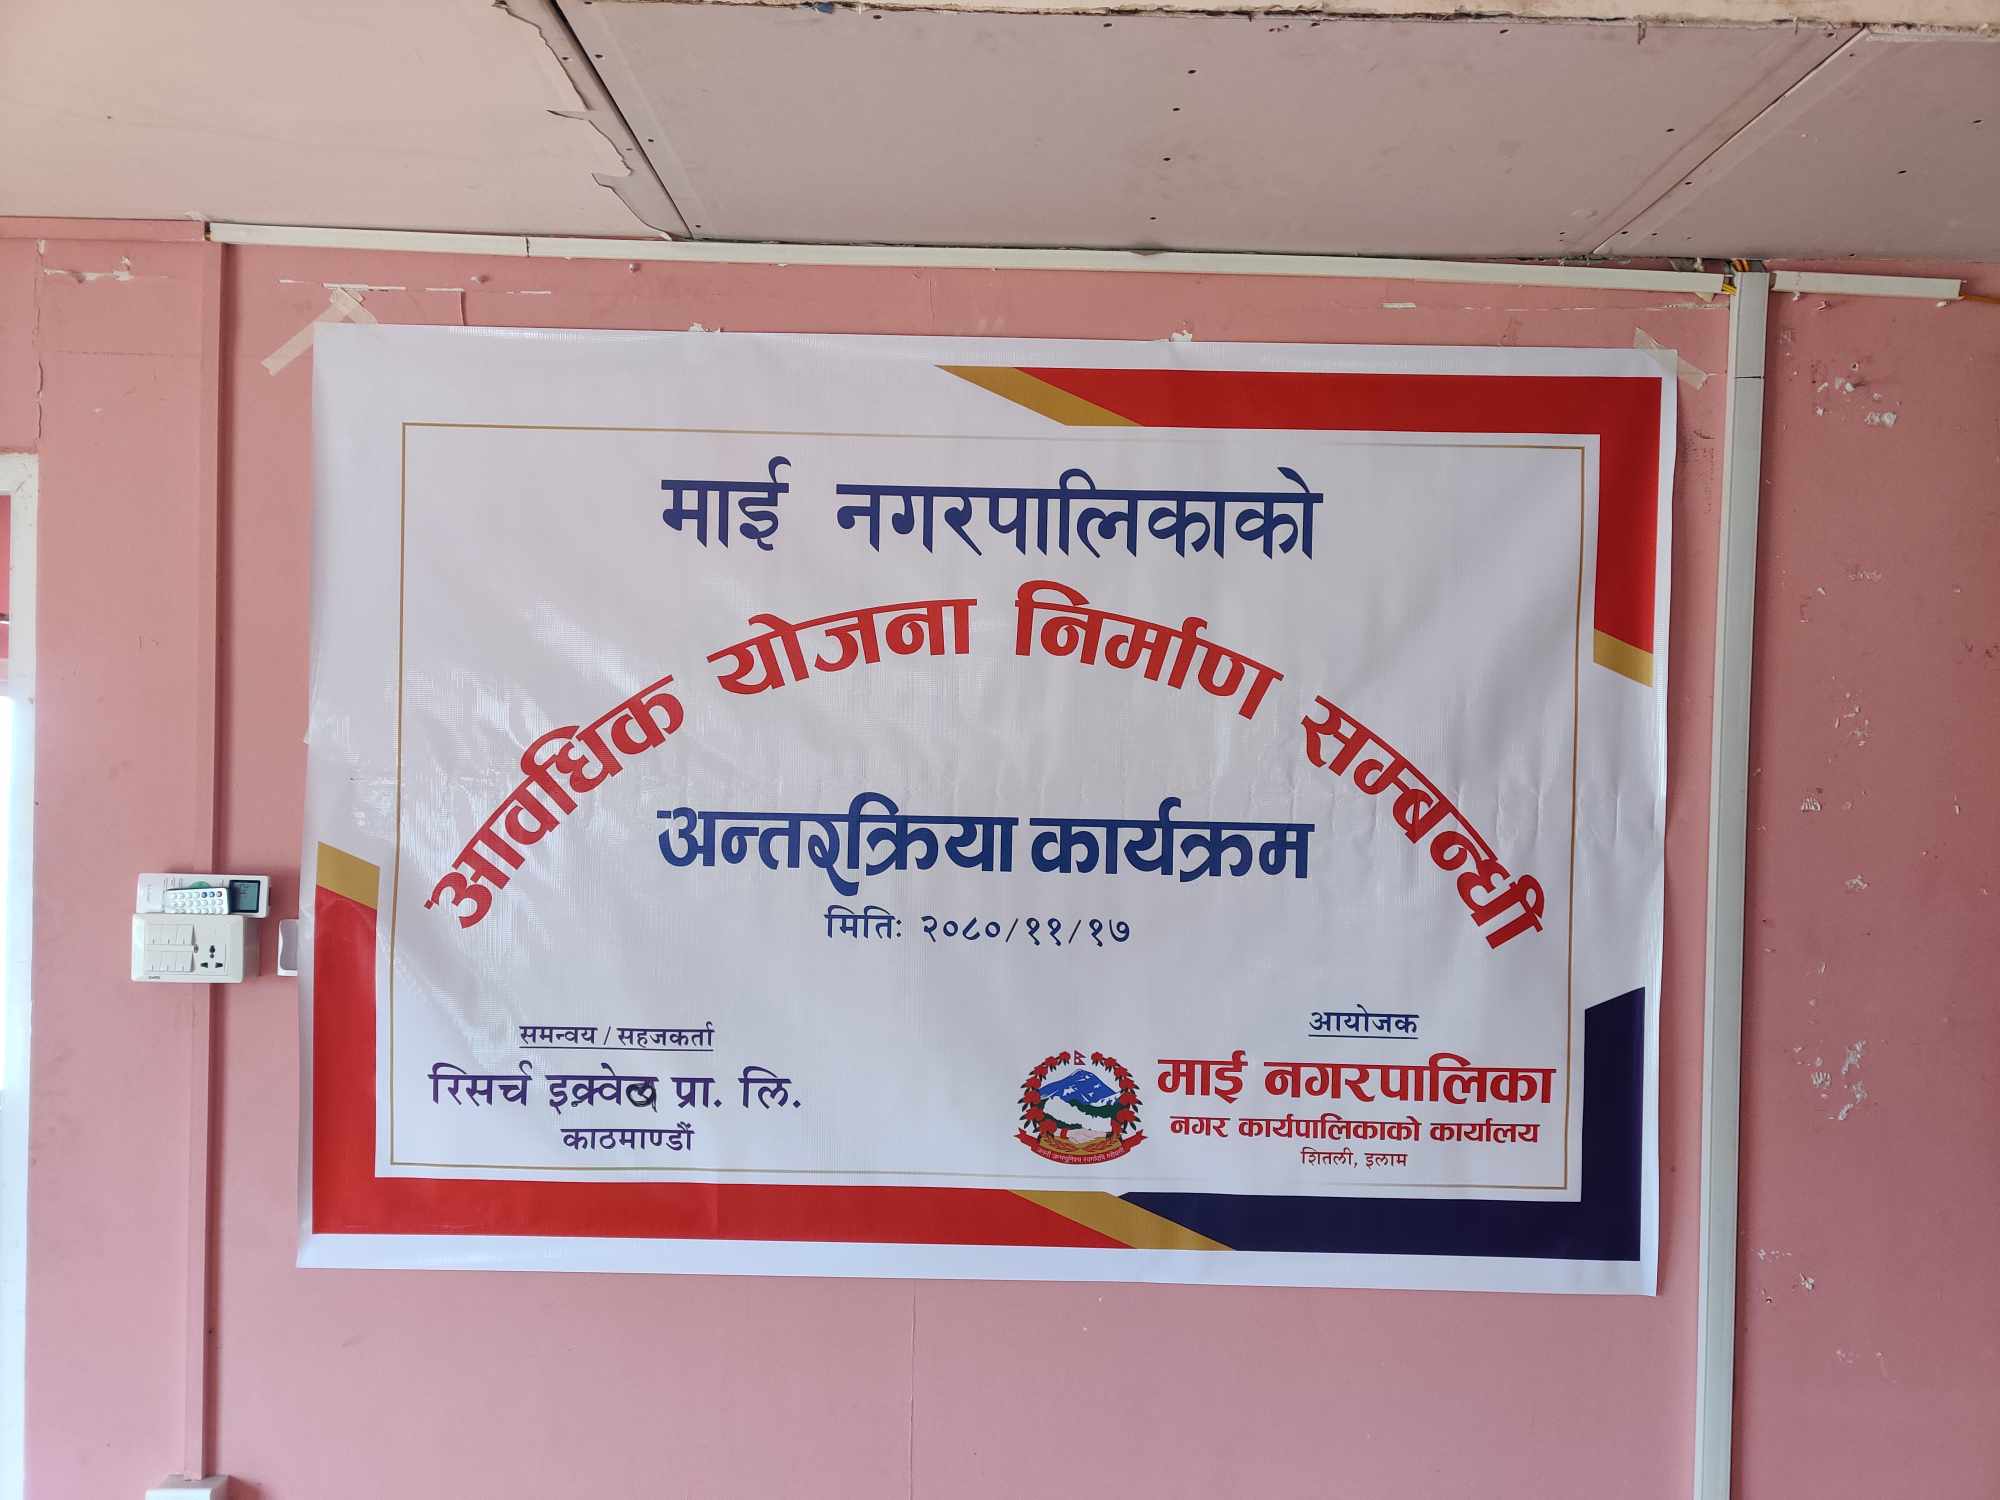 माई नगरपालिकाको
आवधिक योजना निर्माण सम्बन्धी
अन्तरक्रिया कार्यक्रम
मितिः २०८०/११/१७
समन्वय / सहजकर्ता
रिसर्च इक्वेल प्रा. लि.
काठमाण्डौं
आयोजक
माई नगरपालिका
नगर कार्यपालिकाको कार्यालय
शितली, इलाम